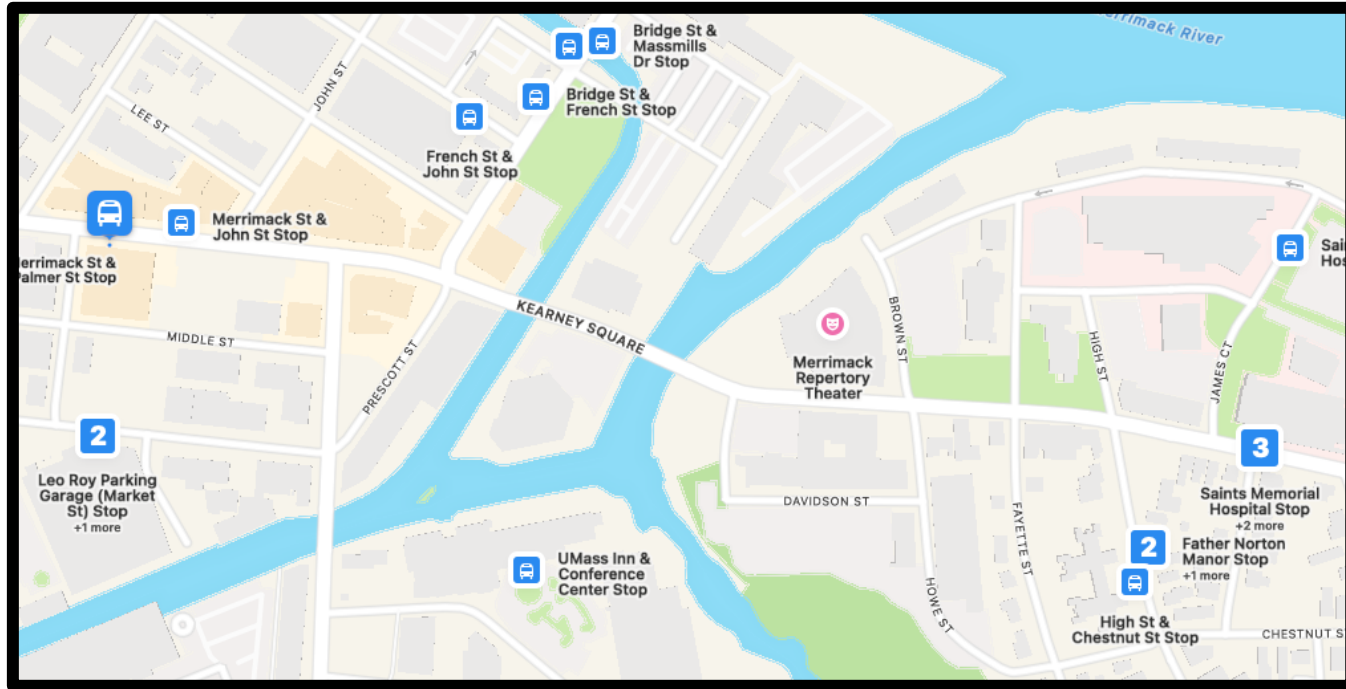 Merrimack River
Bridge St &
Massmills
Dr Stop
JOHN ST
Bridge St &
French St Stop
LEE ST
French St &
John St Stop
Merrimack St &
John St Stop
Merrimack St &
Palmer St Stop
KEARNEY SQUARE
MIDDLE ST
PRESCOTT ST
Merrimack
Repertory
Theater
BROWN ST
HIGH ST
JAMES CT
2
Leo Roy Parking
Garage (Market
St) Stop
+1 more
3
Saints Memorial
Hospital Stop
+2 more
DAVIDSON ST
FAYETTE ST
HOWE ST
2
Father Norton
Manor Stop
+1 more
UMass Inn &
Conference
Center Stop
High St &
Chestnut St Stop
CHESTNUT ST